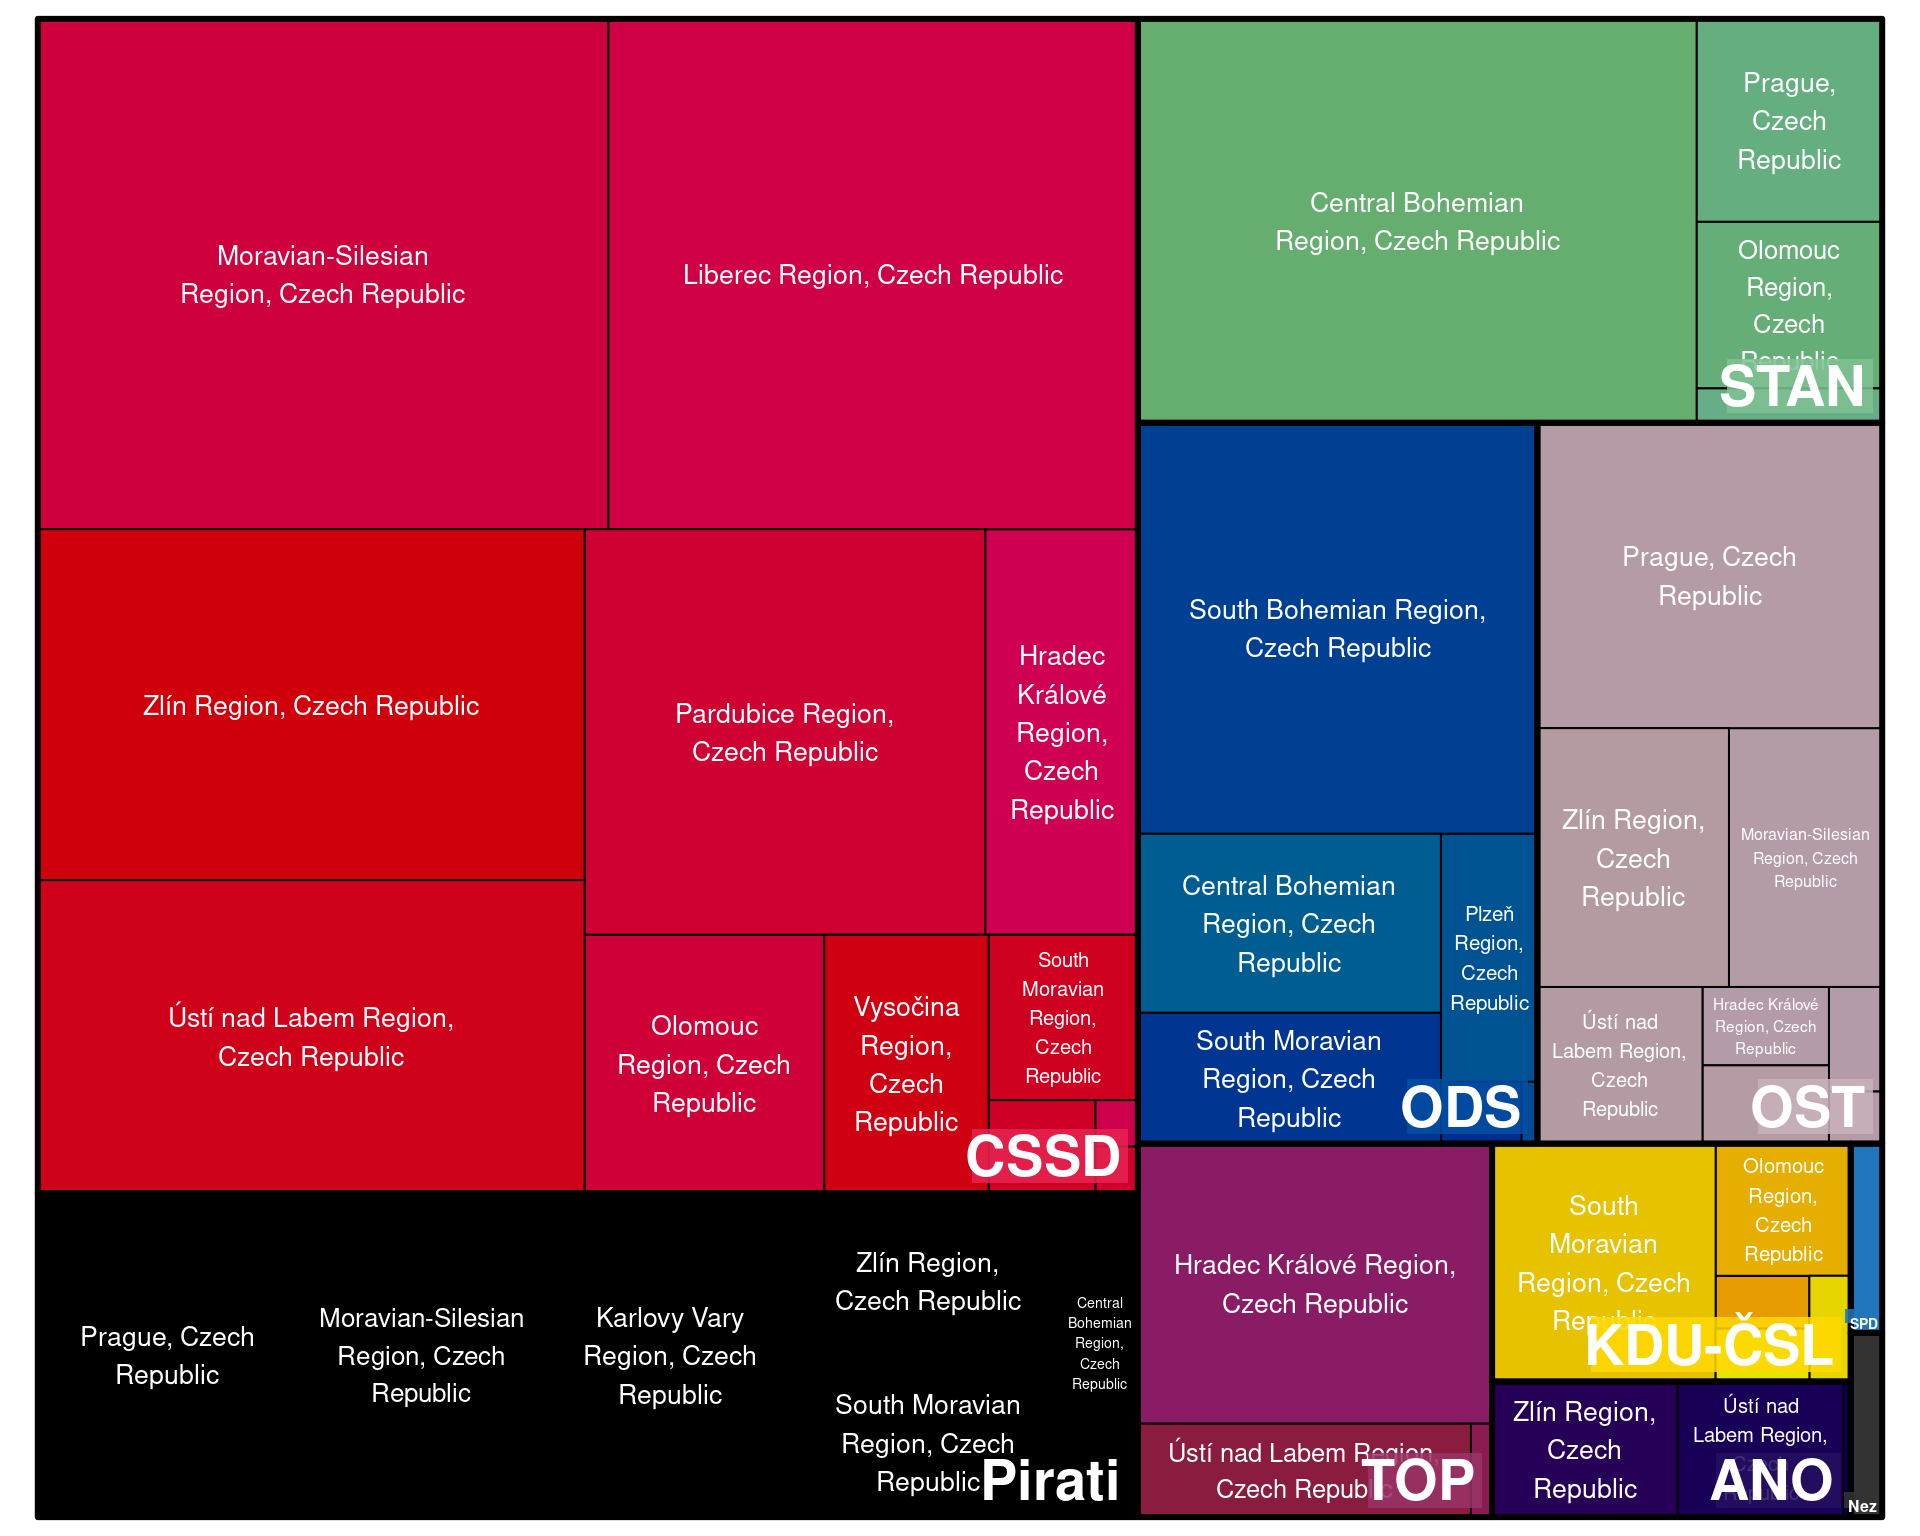 Moravian-Silesian
Region, Czech Republic
Liberec Region, Czech Republic
Zlín Region, Czech Republic
Pardubice Region,
Czech Republic
Hradec
Králové
Region,
Czech
Republic
Ústí nad Labem Region,
Czech Republic
Olomouc
Region, Czech
Republic
Vysočina
Region,
Czech
Republic
South
Moravian
Region,
Czech
Republic
CSSD
Prague, Czech
Republic
Moravian-Silesian
Region, Czech
Republic
Karlovy Vary
Region, Czech
Republic
Zlín Region,
Czech Republic
South Moravian
Region, Czech
Republic
Central
Bohemian
Region,
Czech
Republic
Pirati
Central Bohemian
Region, Czech Republic
Prague,
Czech
Republic
Olomouc
Region,
Czech
Republic
STAN
South Bohemian Region,
Czech Republic
Central Bohemian
Region, Czech
Republic
Plzeň
Region,
Czech
Republic
South Moravian
Region, Czech
Republic
ODS
Prague, Czech
Republic
Zlín Region,
Czech
Republic
Moravian-Silesian
Region, Czech
Republic
Ústí nad
Labem Region,
Czech
Republic
Hradec Králové
Region, Czech
Republic
OST
Hradec Králové Region,
Czech Republic
Ústí nad Labem Region,
Czech Republic
TOP
South
Moravian
Region, Czech
Republic
Olomouc
Region,
Czech
Republic
KDU-ČSL
SPD
Zlín Region,
Czech
Republic
Ústí nad
Labem Region,
Czech
ANO
Nez